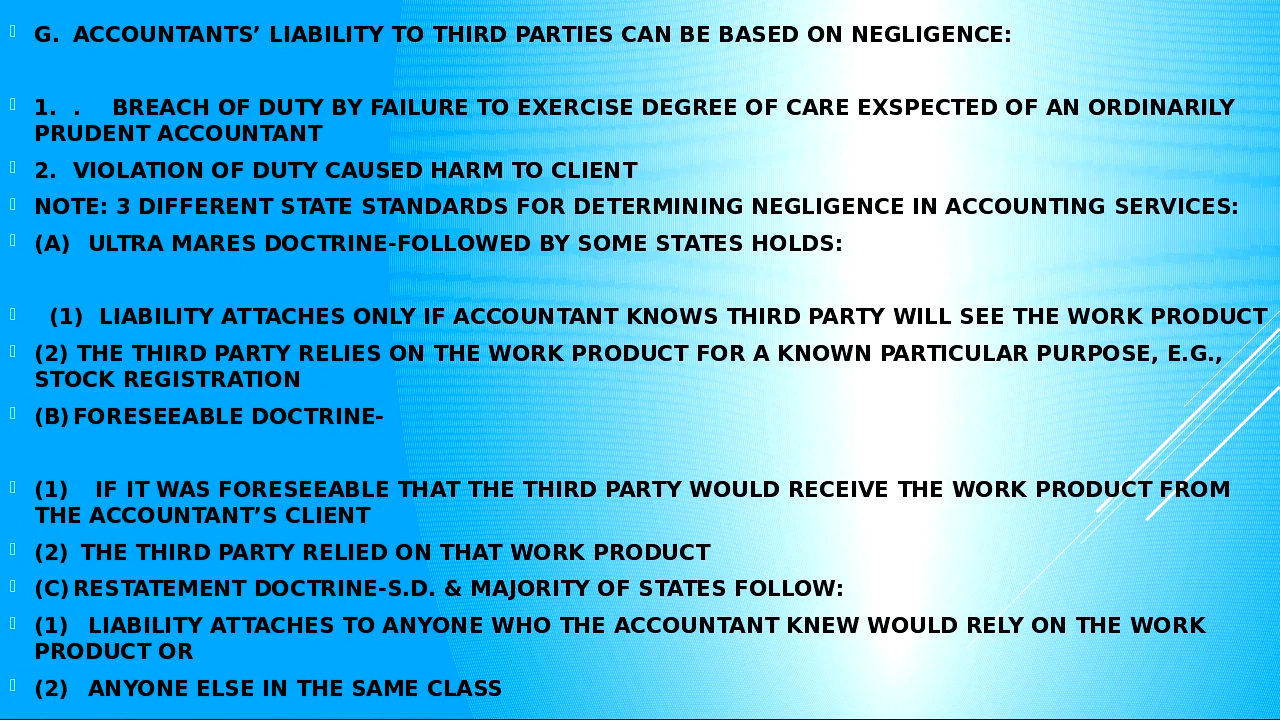 G. ACCOUNTANTS’ LIABILITY TO THIRD PARTIES CAN BE BASED ON NEGLIGENCE:
1. . BREACH OF DUTY BY FAILURE TO EXERCISE DEGREE OF CARE EXSPECTED OF AN ORDINARILY
PRUDENT ACCOUNTANT
2. VIOLATION OF DUTY CAUSED HARM TO CLIENT
NOTE: 3 DIFFERENT STATE STANDARDS FOR DETERMINING NEGLIGENCE IN ACCOUNTING SERVICES:
(A) ULTRA MARES DOCTRINE-FOLLOWED BY SOME STATES HOLDS:
(1) LIABILITY ATTACHES ONLY IF ACCOUNTANT KNOWS THIRD PARTY WILL SEE THE WORK PRODUCT
(2) THE THIRD PARTY RELIES ON THE WORK PRODUCT FOR A KNOWN PARTICULAR PURPOSE, E.G.,
STOCK REGISTRATION
(B) FORESEEABLE DOCTRINE-
(1) IF IT WAS FORESEEABLE THAT THE THIRD PARTY WOULD RECEIVE THE WORK PRODUCT FROM
THE ACCOUNTANT’S CLIENT
(2) THE THIRD PARTY RELIED ON THAT WORK PRODUCT
(C) RESTATEMENT DOCTRINE-S.D. & MAJORITY OF STATES FOLLOW:
(1) LIABILITY ATTACHES TO ANYONE WHO THE ACCOUNTANT KNEW WOULD RELY ON THE WORK
PRODUCT OR
(2) ANYONE ELSE IN THE SAME CLASS